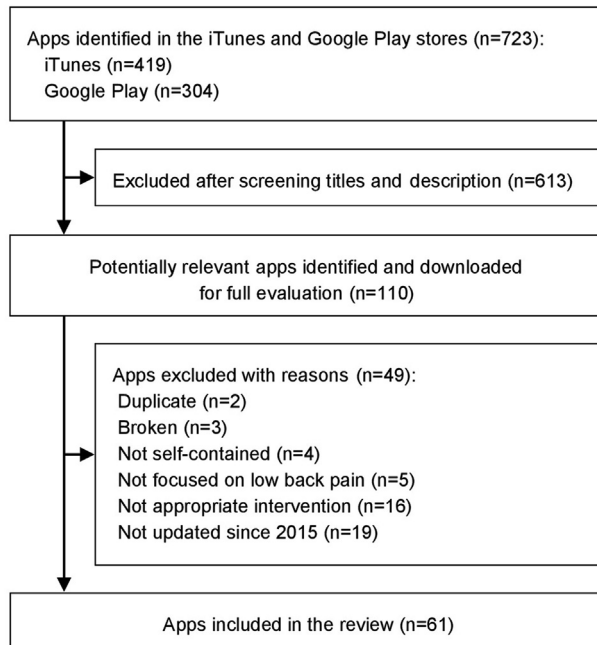 Apps identified in the iTunes and Google Play stores (n=723):
iTunes (n=419)
Google Play (n=304)
Excluded after screening titles and description (n=613)
Potentially relevant apps identified and downloaded
for full evaluation (n=110)
Apps excluded with reasons (n=49):
Duplicate (n=2)
Broken (n=3)
Not self-contained (n=4)
Not focused on low back pain (n=5)
Not appropriate intervention (n=16)
Not updated since 2015 (n=19)
Apps included in the review (n=61)